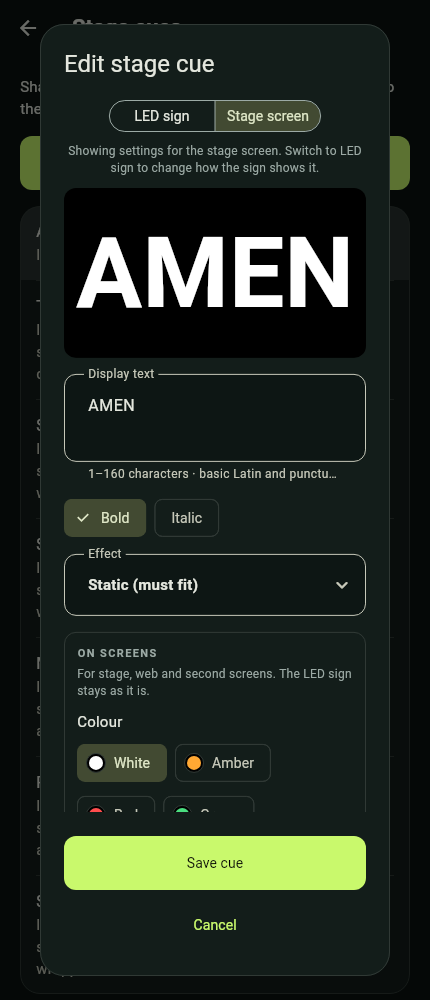 Edit stage cue
LED sign
Stage screen
Showing settings for the stage screen. Switch to LED
sign to change how the sign shows it.
AMEN
Display text
AMEN
1–160 characters · basic Latin and punctu…
Bold
Italic
Effect
Static (must fit)
ON SCREENS
For stage, web and second screens. The LED sign
stays as it is.
Colour
White
Amber
Save cue
Cancel